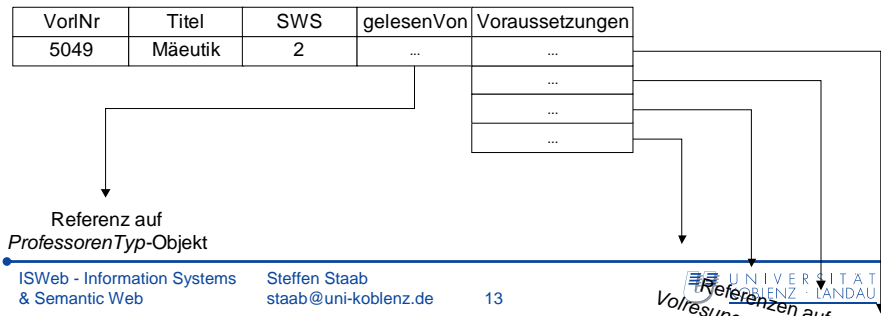 VorlNr Titel SWS gelesenVon Voraussetzungen
5049 Mäeutik 2 ... ...
...
...
...
Referenz auf
ProfessorenTyp-Objekt
ISWeb - Information Systems
& Semantic Web
Steffen Staab
staab@uni-koblenz.de
13
UNIVERSITÄT
KOBLENZ · LANDAU
Referenzen auf